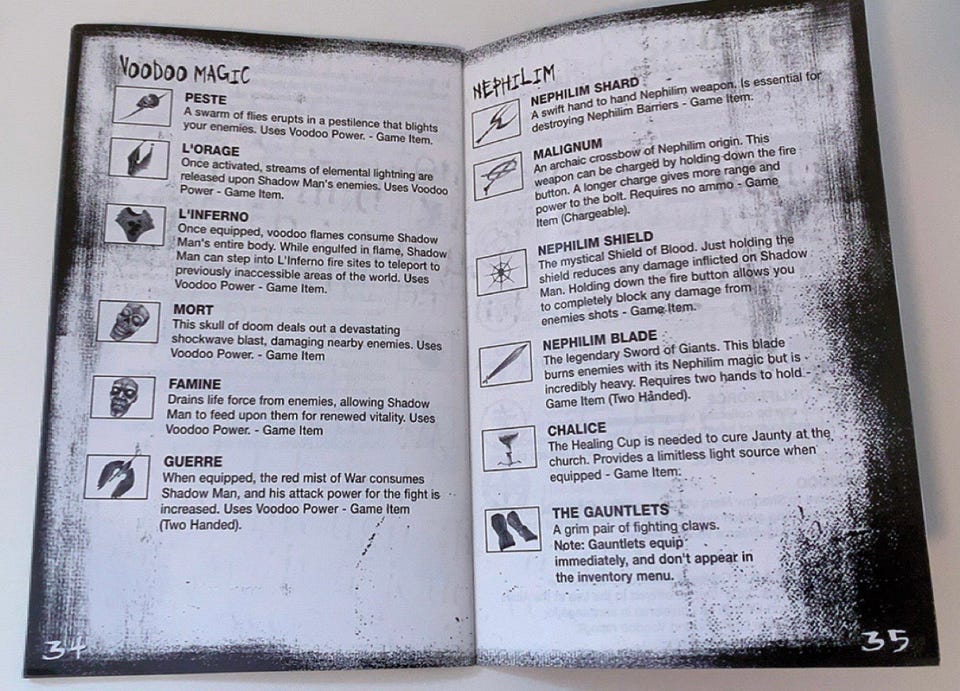 VOODOO MAGIC
PESTE
A swarm of flies erupts in a pestilence that blights
your enemies. Uses Voodoo Power. - Game Item.
L'ORAGE
Once activated, streams of elemental lightning are
released upon Shadow Man's enemies. Uses Voodoo
Power - Game Item.
L'INFERNO
Once equipped, voodoo flames consume Shadow
Man's entire body. While engulfed in flame, Shadow
Man can step into L'Inferno fire sites to teleport to
previously inaccessible areas of the world. Uses
Voodoo Power - Game Item.
MORT
This skull of doom deals out a devastating
shockwave blast, damaging nearby enemies. Uses
Voodoo Power. - Game Item
FAMINE
Drains life force from enemies, allowing Shadow
Man to feed upon them for renewed vitality. Uses
Voodoo Power. - Game Item
GUERRE
When equipped, the red mist of War consumes
Shadow Man, and his attack power for the fight is
increased. Uses Voodoo Power - Game Item
(Two Handed).
34
NEPHILIM
NEPHILIM SHARD
A swift hand to hand Nephilim weapon. Is essential for
destroying Nephilim Barriers - Game Item.
MALIGNUM
An archaic crossbow of Nephilim origin. This
weapon can be charged by holding down the fire
button. A longer charge gives more range and
power to the bolt. Requires no ammo - Game
Item (Chargeable).
NEPHILIM SHIELD
The mystical Shield of Blood. Just holding the
shield reduces any damage inflicted on Shadow
Man. Holding down the fire button allows you
to completely block any damage from
enemies shots - Game Item.
NEPHILIM BLADE
The legendary Sword of Giants. This blade
burns enemies with its Nephilim magic but is
incredibly heavy. Requires two hands to hold -
Game Item (Two Handed).
CHALICE
The Healing Cup is needed to cure Jaunty at the
church. Provides a limitless light source when
equipped - Game Item.
THE GAUNTLETS
A grim pair of fighting claws.
Note: Gauntlets equip
immediately, and don't appear in
the inventory menu.
35